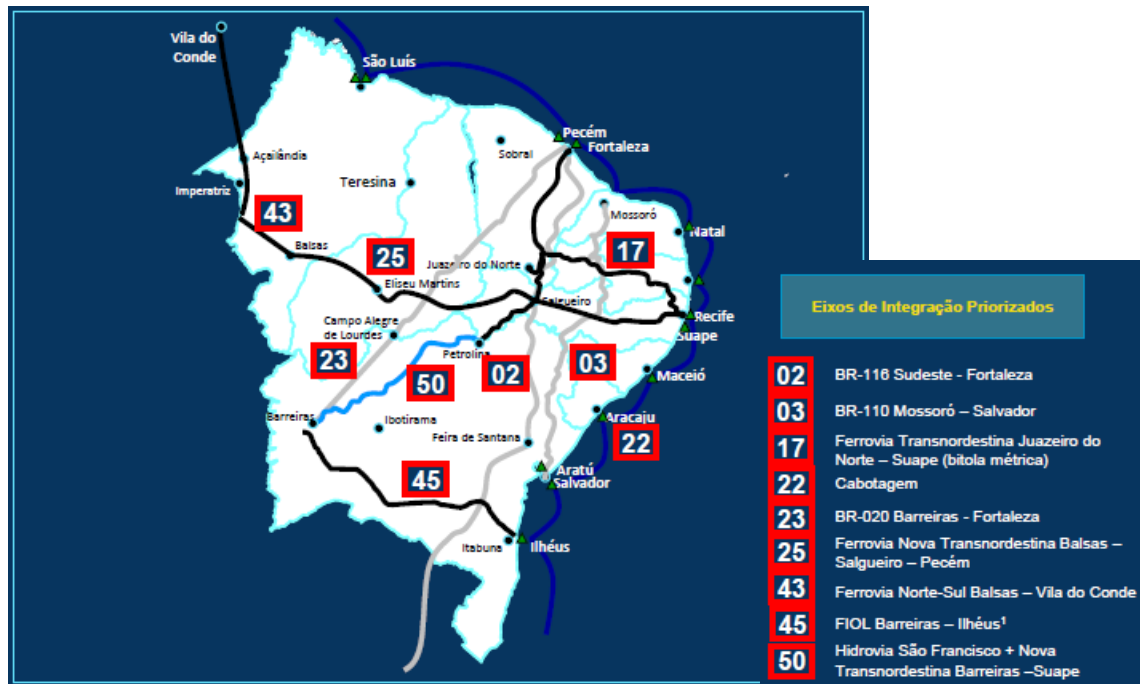 Vila do
Conde
São Luís
Pecém
Fortaleza
Sobral
Açailândia
Teresina
Imperatriz
Mossoró
43
Natal
17
Balsas
25
Juazeiro do Norte
Eliseu Martins
Salgueiro
Recife
Suape
Campo Alegre
de Lourdes
Petrolina
23
50
02
03
Maceió
Barreiras
Ibotirama
Aracaju
Feira de Santana
22
Aratú
Salvador
45
Itabuna
Ilhéus
Eixos de Integração Priorizados
02 BR-116 Sudeste - Fortaleza
03 BR-110 Mossoró – Salvador
17 Ferrovia Transnordestina Juazeiro do
Norte – Suape (bitola métrica)
22 Cabotagem
23 BR-020 Barreiras - Fortaleza
25 Ferrovia Nova Transnordestina Balsas –
Salgueiro – Pecém
43 Ferrovia Norte-Sul Balsas – Vila do Conde
45 FIOL Barreiras – Ilhéus¹
50 Hidrovia São Francisco + Nova
Transnordestina Barreiras –Suape